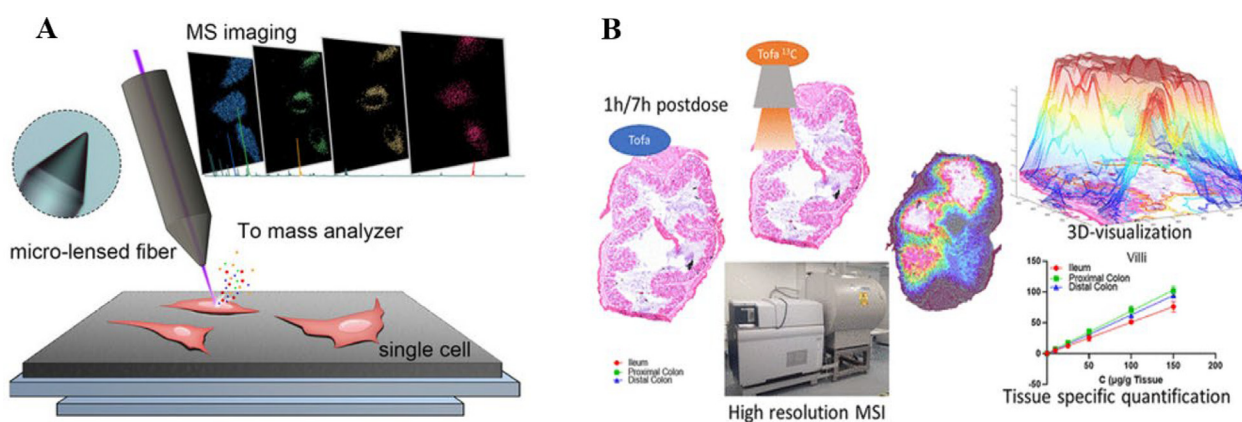 A
MS imaging
micro-lensed fiber
To mass analyzer
single cell
B
1h/7h postdose
Tofa
Tofa ¹³C
Ileum
Proximal Colon
Distal Colon
High resolution MSI
3D-visualization
Villi
Ileum
Proximal Colon
Distal Colon
150
100
50
0
-50
50
100
150
200
C (µg/g Tissue
Tissue specific quantification